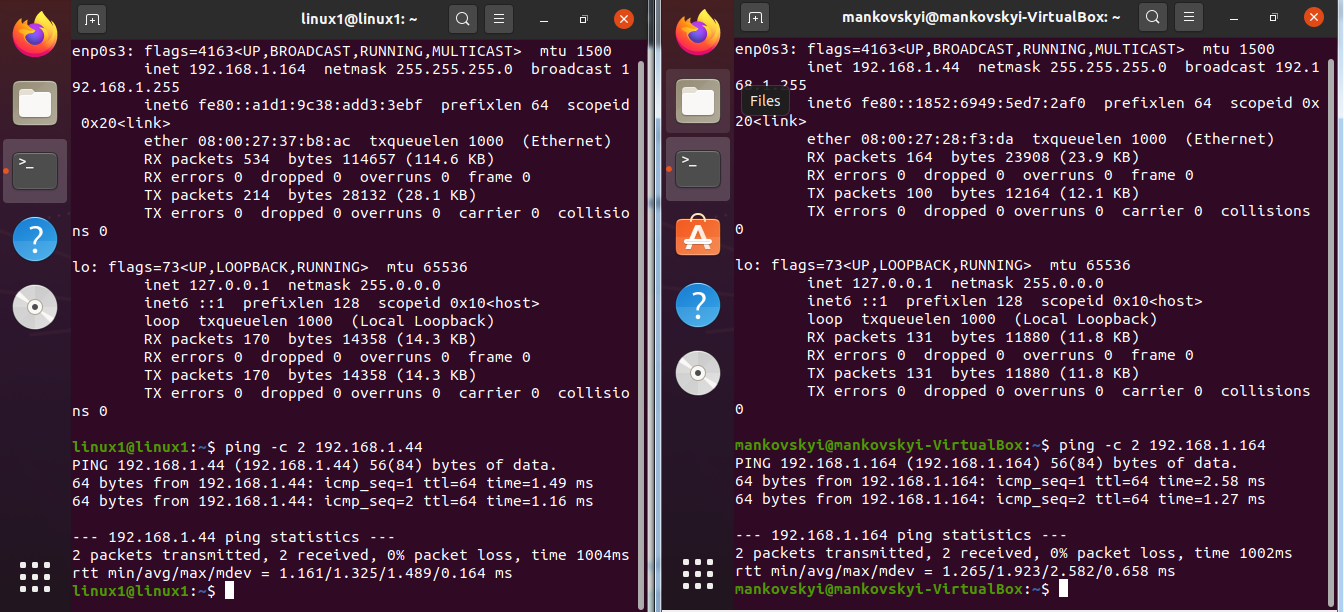 linux1@linux1: ~
enp0s3: flags=4163<UP,BROADCAST,RUNNING,MULTICAST>  mtu 1500
        inet 192.168.1.164  netmask 255.255.255.0  broadcast 1
92.168.1.255
        inet6 fe80::a1d1:9c38:add3:3ebf  prefixlen 64  scopeid
 0x20<link>
        ether 08:00:27:37:b8:ac  txqueuelen 1000  (Ethernet)
        RX packets 534  bytes 114657 (114.6 KB)
        RX errors 0  dropped 0  overruns 0  frame 0
        TX packets 214  bytes 28132 (28.1 KB)
        TX errors 0  dropped 0 overruns 0  carrier 0  collisio
ns 0
lo: flags=73<UP,LOOPBACK,RUNNING>  mtu 65536
        inet 127.0.0.1  netmask 255.0.0.0
        inet6 ::1  prefixlen 128  scopeid 0x10<host>
        loop  txqueuelen 1000  (Local Loopback)
        RX packets 170  bytes 14358 (14.3 KB)
        RX errors 0  dropped 0  overruns 0  frame 0
        TX packets 170  bytes 14358 (14.3 KB)
        TX errors 0  dropped 0 overruns 0  carrier 0  collisio
ns 0
linux1@linux1:~$ ping -c 2 192.168.1.44
PING 192.168.1.44 (192.168.1.44) 56(84) bytes of data.
64 bytes from 192.168.1.44: icmp_seq=1 ttl=64 time=1.49 ms
64 bytes from 192.168.1.44: icmp_seq=2 ttl=64 time=1.16 ms
--- 192.168.1.44 ping statistics ---
2 packets transmitted, 2 received, 0% packet loss, time 1004ms
rtt min/avg/max/mdev = 1.161/1.325/1.489/0.164 ms
linux1@linux1:~$
mankovskyi@mankovskyi-VirtualBox: ~
enp0s3: flags=4163<UP,BROADCAST,RUNNING,MULTICAST>  mtu 1500
        inet 192.168.1.44  netmask 255.255.255.0  broadcast 192.1
68.1.255
Files
        inet6 fe80::1852:6949:5ed7:2af0  prefixlen 64  scopeid 0x
20<link>
        ether 08:00:27:28:f3:da  txqueuelen 1000  (Ethernet)
        RX packets 164  bytes 23908 (23.9 KB)
        RX errors 0  dropped 0  overruns 0  frame 0
        TX packets 100  bytes 12164 (12.1 KB)
        TX errors 0  dropped 0 overruns 0  carrier 0  collisions
0
lo: flags=73<UP,LOOPBACK,RUNNING>  mtu 65536
        inet 127.0.0.1  netmask 255.0.0.0
        inet6 ::1  prefixlen 128  scopeid 0x10<host>
        loop  txqueuelen 1000  (Local Loopback)
        RX packets 131  bytes 11880 (11.8 KB)
        RX errors 0  dropped 0  overruns 0  frame 0
        TX packets 131  bytes 11880 (11.8 KB)
        TX errors 0  dropped 0 overruns 0  carrier 0  collisions
0
mankovskyi@mankovskyi-VirtualBox:~$ ping -c 2 192.168.1.164
PING 192.168.1.164 (192.168.1.164) 56(84) bytes of data.
64 bytes from 192.168.1.164: icmp_seq=1 ttl=64 time=2.58 ms
64 bytes from 192.168.1.164: icmp_seq=2 ttl=64 time=1.27 ms
--- 192.168.1.164 ping statistics ---
2 packets transmitted, 2 received, 0% packet loss, time 1002ms
rtt min/avg/max/mdev = 1.265/1.923/2.582/0.658 ms
mankovskyi@mankovskyi-VirtualBox:~$